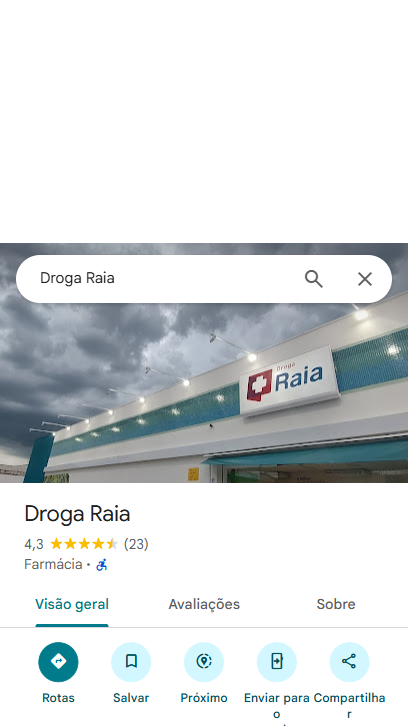 Droga Raia
Droga
Raia
Droga Raia
4,3 (23)
Farmácia ·
Visão geral Avaliações Sobre
Rotas Salvar Próximo Enviar para Compartilha
o r